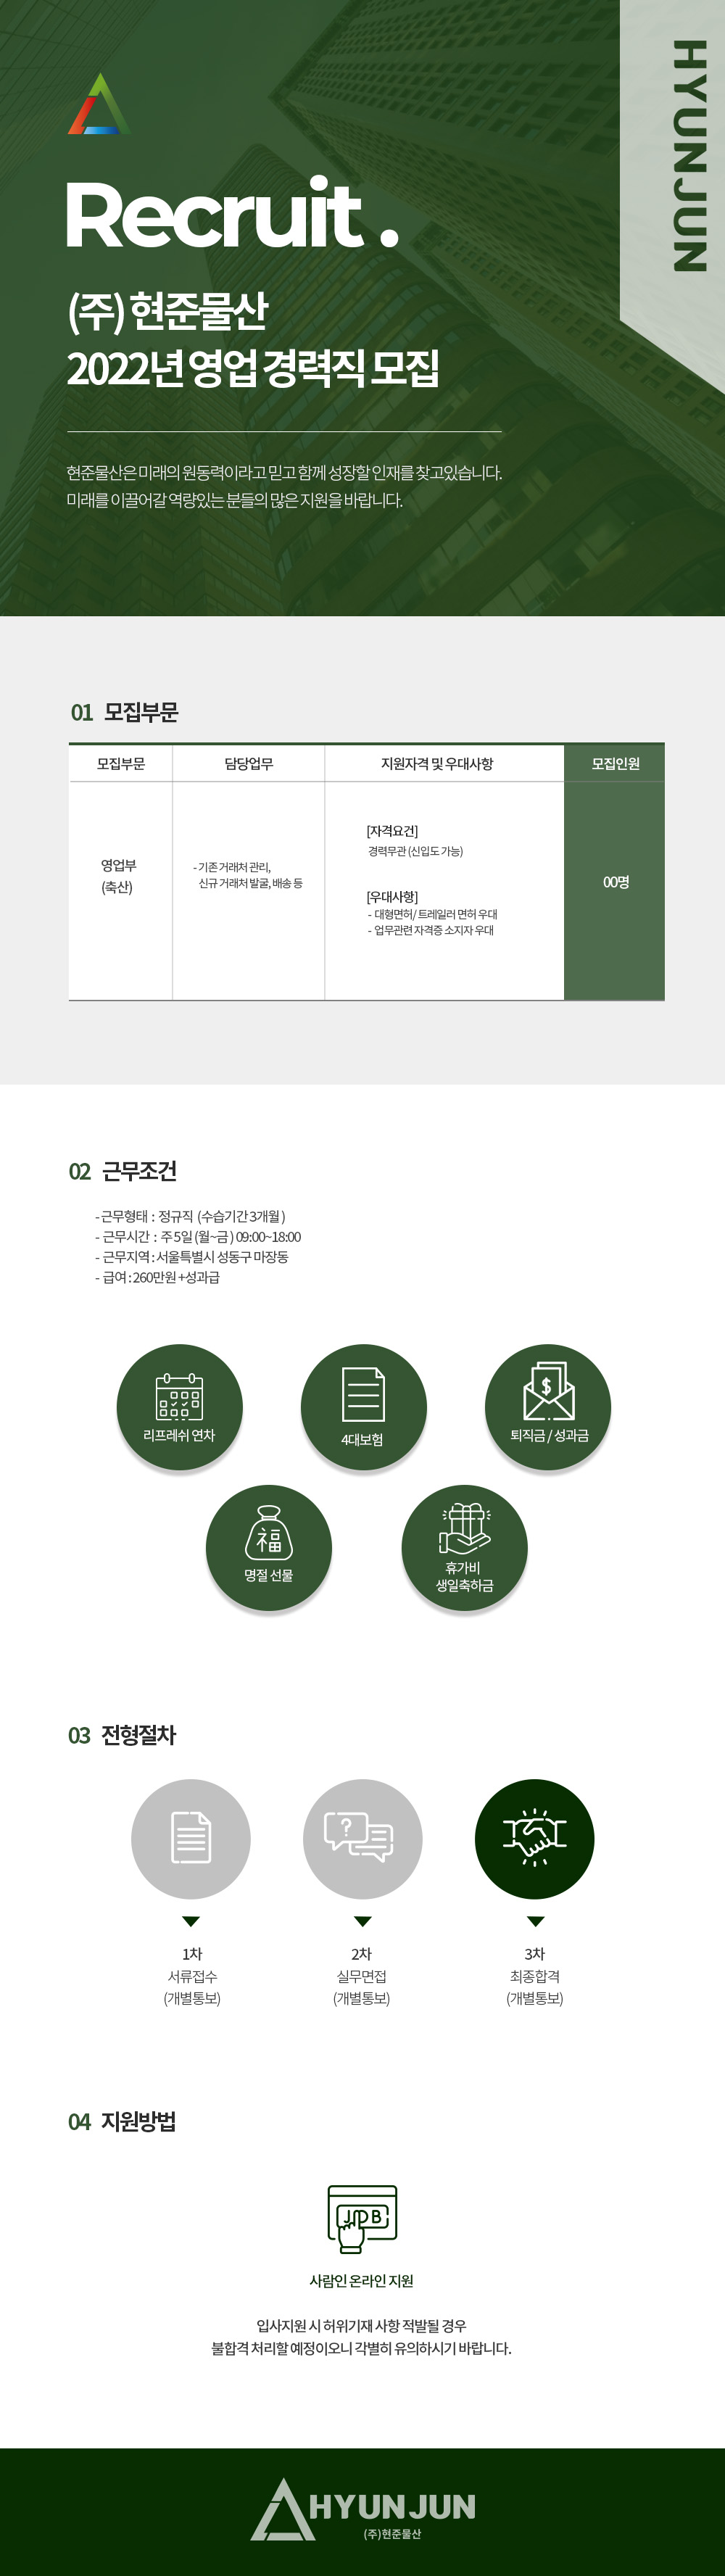 HYUNJUN
Recruit .
(주) 현준물산
2022년 영업 경력직 모집
현준물산은 미래의 원동력이라고 믿고 함께 성장할 인재를 찾고있습니다.
미래를 이끌어갈 역량있는 분들의 많은 지원을 바랍니다.
01 모집부문
모집부문 담당업무 지원자격 및 우대사항 모집인원
영업부
(축산)
- 기존 거래처 관리,
신규 거래처 발굴, 배송 등
[자격요건]
경력무관 (신입도 가능)
[우대사항]
- 대형면허/ 트레일러 면허 우대
- 업무관련 자격증 소지자 우대
00명
02 근무조건
- 근무형태 : 정규직 (수습기간 3개월 )
- 근무시간 : 주 5일 (월~금 ) 09:00~18:00
- 근무지역 : 서울특별시 성동구 마장동
- 급여 : 260만원 +성과급
리프레쉬 연차
4대보험
$
퇴직금 / 성과금
福
명절 선물
휴가비
생일축하금
03 전형절차
?
1차
서류접수
(개별통보)
2차
실무면접
(개별통보)
3차
최종합격
(개별통보)
04 지원방법
JOB
사람인 온라인 지원
입사지원 시 허위기재 사항 적발될 경우
불합격 처리할 예정이오니 각별히 유의하시기 바랍니다.
HYUNJUN
(주)현준물산